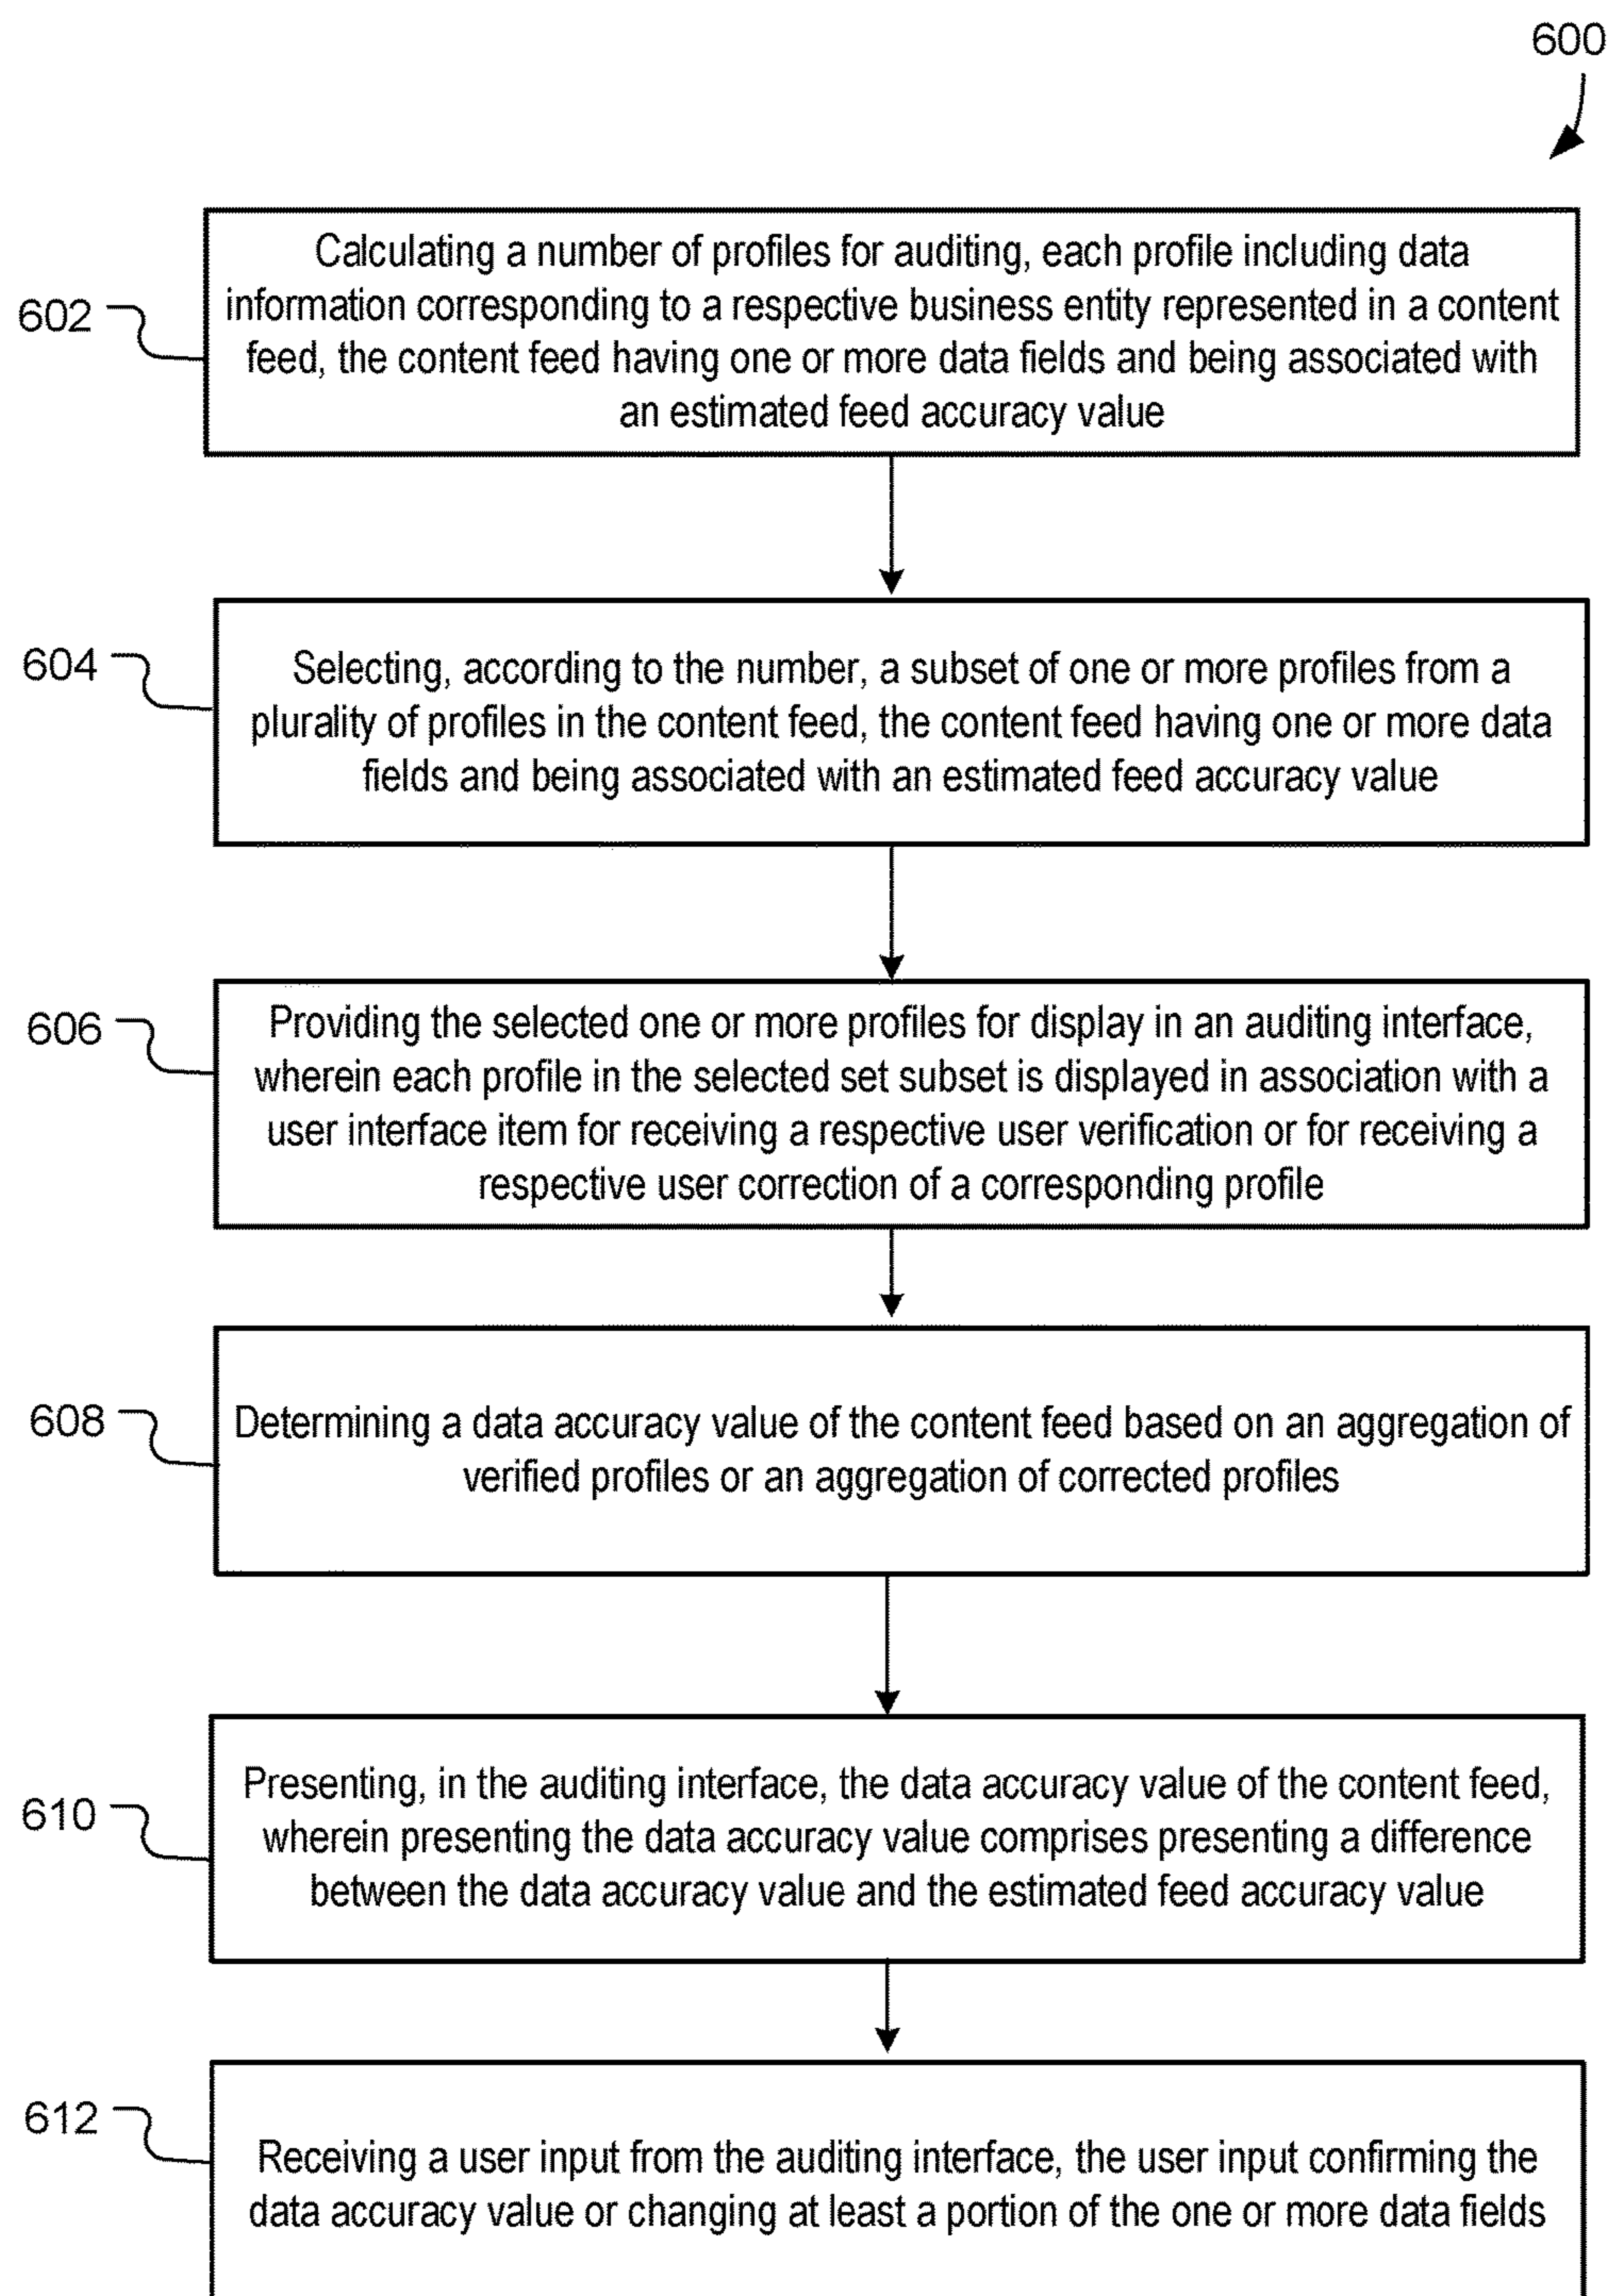 600
602
Calculating a number of profiles for auditing, each profile including data
information corresponding to a respective business entity represented in a content
feed, the content feed having one or more data fields and being associated with
an estimated feed accuracy value
604
Selecting, according to the number, a subset of one or more profiles from a
plurality of profiles in the content feed, the content feed having one or more data
fields and being associated with an estimated feed accuracy value
606
Providing the selected one or more profiles for display in an auditing interface,
wherein each profile in the selected set subset is displayed in association with a
user interface item for receiving a respective user verification or for receiving a
respective user correction of a corresponding profile
608
Determining a data accuracy value of the content feed based on an aggregation of
verified profiles or an aggregation of corrected profiles
610
Presenting, in the auditing interface, the data accuracy value of the content feed,
wherein presenting the data accuracy value comprises presenting a difference
between the data accuracy value and the estimated feed accuracy value
612
Receiving a user input from the auditing interface, the user input confirming the
data accuracy value or changing at least a portion of the one or more data fields